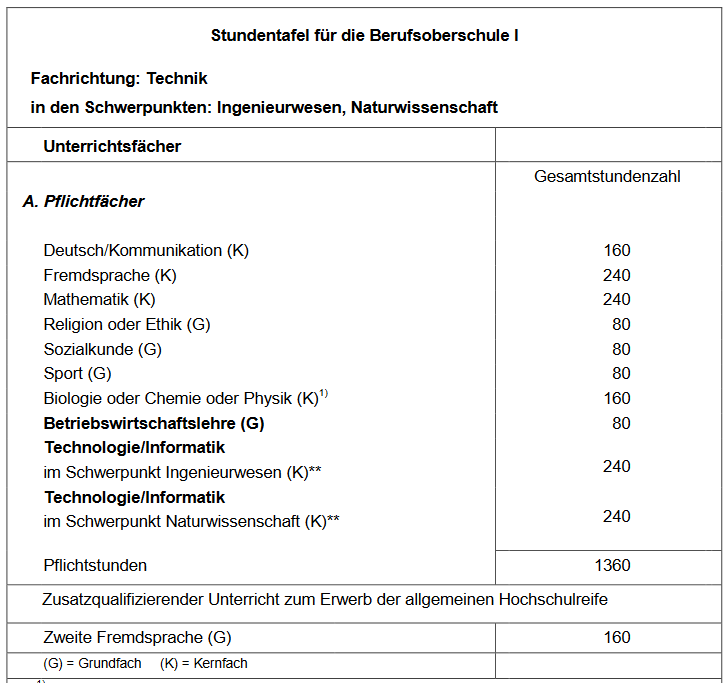 Stundentafel für die Berufsoberschule I
Fachrichtung: Technik
in den Schwerpunkten: Ingenieurwesen, Naturwissenschaft
Unterrichtsfächer
Gesamtstundenzahl
A. Pflichtfächer
Deutsch/Kommunikation (K) 160
Fremdsprache (K) 240
Mathematik (K) 240
Religion oder Ethik (G) 80
Sozialkunde (G) 80
Sport (G) 80
Biologie oder Chemie oder Physik (K)1) 160
Betriebswirtschaftslehre (G) 80
Technologie/Informatik
im Schwerpunkt Ingenieurwesen (K)** 240
Technologie/Informatik
im Schwerpunkt Naturwissenschaft (K)** 240
Pflichtstunden 1360
Zusatzqualifizierender Unterricht zum Erwerb der allgemeinen Hochschulreife
Zweite Fremdsprache (G) 160
(G) = Grundfach (K) = Kernfach